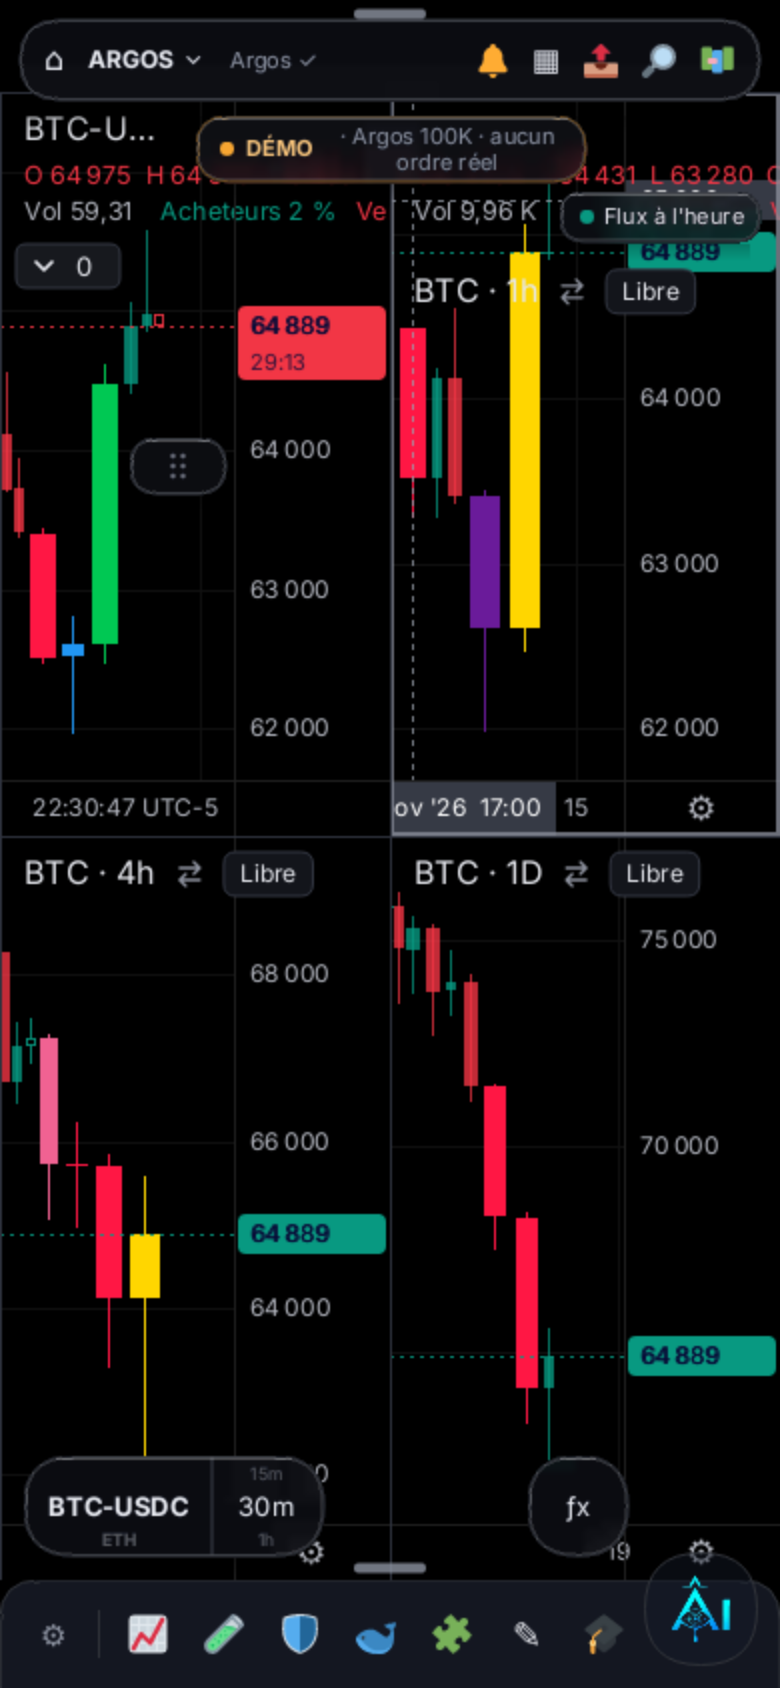 ARGOS
Argos ✓
BTC-U...
DÉMO · Argos 100K · aucun
ordre réel
O 64 975 H 64
4 431 L 63 280
Vol 59,31 Acheteurs 2 % Ve
Vol 9,96 K
Flux à l'heure
64 889
0
BTC · 1h
Libre
64 889
29:13
64 000
63 000
62 000
64 000
63 000
62 000
22:30:47 UTC-5
ov '26 17:00
15
BTC · 4h
Libre
BTC · 1D
Libre
68 000
66 000
64 889
64 000
75 000
70 000
64 889
BTC-USDC
ETH
15m
30m
1h
ƒx
19
AI